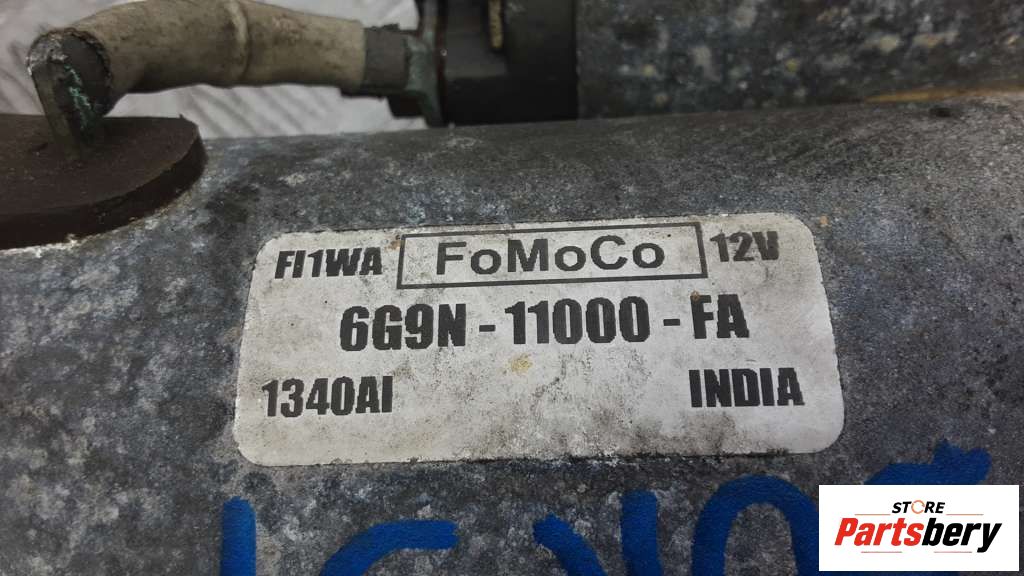 FI1WA FoMoCo 12V
6G9N - 11000 - FA
1340AI INDIA
STORE
Partsbery